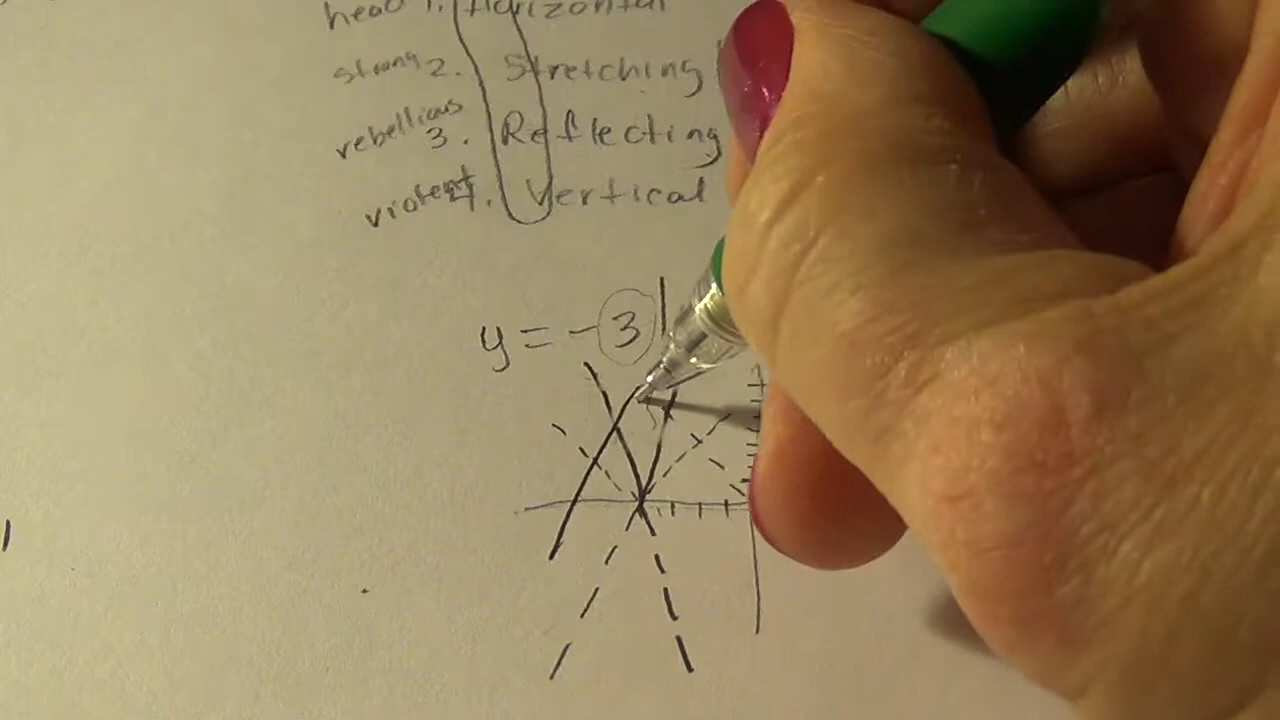 head 1. Horizontal
strong 2. Stretching
rebellious 3. Reflecting
violent 4. Vertical
y = -3|